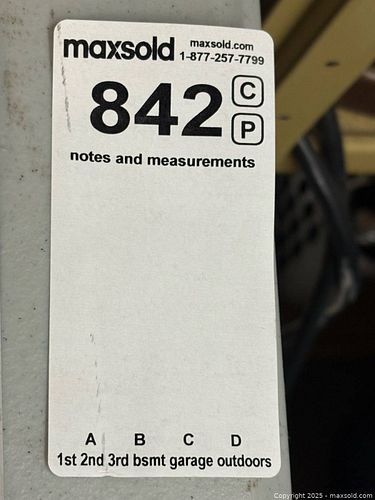 maxsold maxsold.com
1-877-257-7799
842 C
P
notes and measurements
A B C D
1st 2nd 3rd bsmt garage outdoors
Copyright 2025 - maxsold.com